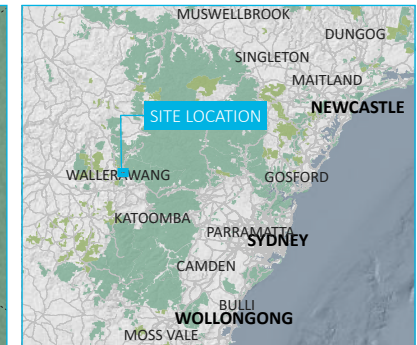 MUSWELLBROOK
DUNGOG
SINGLETON
MAITLAND
NEWCASTLE
SITE LOCATION
WALLERAWANG
GOSFORD
KATOOMBA
PARRAMATTA
SYDNEY
CAMDEN
BULLI
WOLLONGONG
MOSS VALE